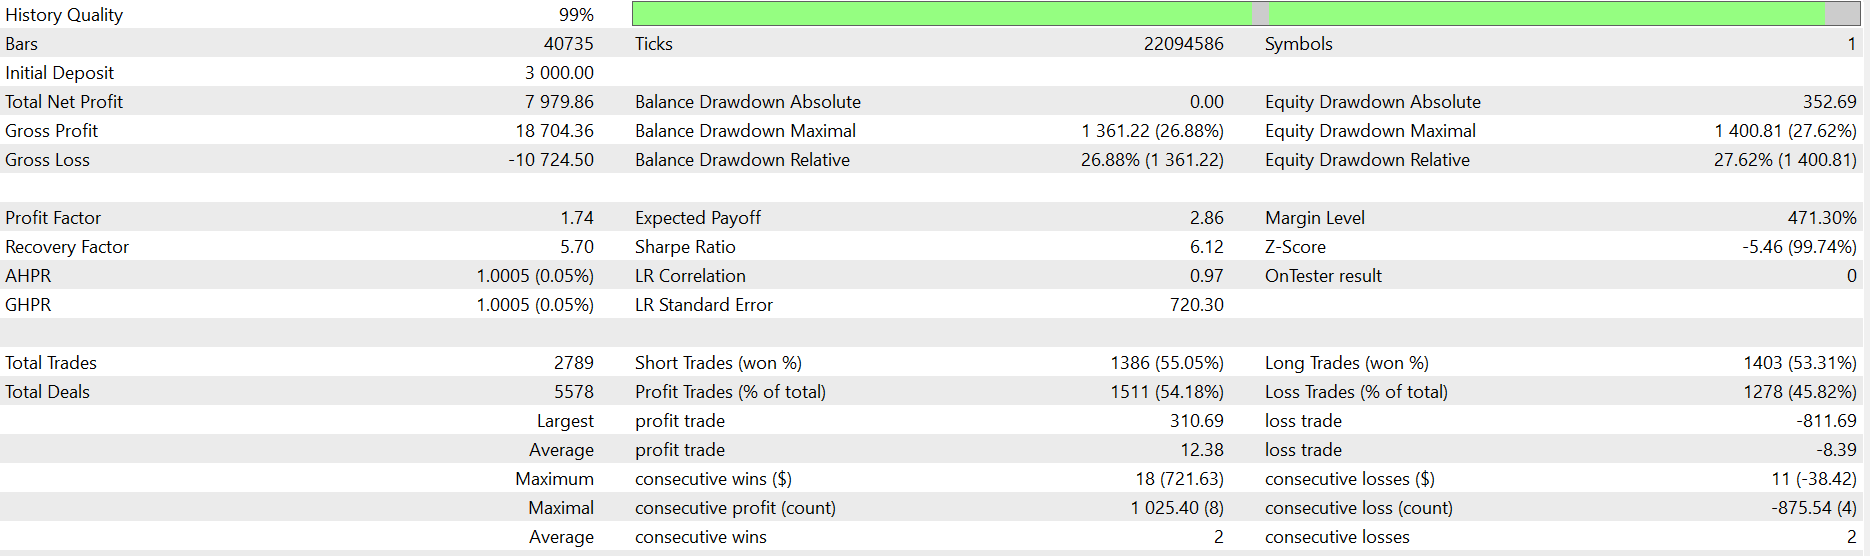 History Quality 99%
Bars 40735 Ticks 22094586 Symbols 1
Initial Deposit 3 000.00
Total Net Profit 7 979.86 Balance Drawdown Absolute 0.00 Equity Drawdown Absolute 352.69
Gross Profit 18 704.36 Balance Drawdown Maximal 1 361.22 (26.88%) Equity Drawdown Maximal 1 400.81 (27.62%)
Gross Loss -10 724.50 Balance Drawdown Relative 26.88% (1 361.22) Equity Drawdown Relative 27.62% (1 400.81)
Profit Factor 1.74 Expected Payoff 2.86 Margin Level 471.30%
Recovery Factor 5.70 Sharpe Ratio 6.12 Z-Score -5.46 (99.74%)
AHPR 1.0005 (0.05%) LR Correlation 0.97 OnTester result 0
GHPR 1.0005 (0.05%) LR Standard Error 720.30
Total Trades 2789 Short Trades (won %) 1386 (55.05%) Long Trades (won %) 1403 (53.31%)
Total Deals 5578 Profit Trades (% of total) 1511 (54.18%) Loss Trades (% of total) 1278 (45.82%)
Largest profit trade 310.69 loss trade -811.69
Average profit trade 12.38 loss trade -8.39
Maximum consecutive wins ($) 18 (721.63) consecutive losses ($) 11 (-38.42)
Maximal consecutive profit (count) 1 025.40 (8) consecutive loss (count) -875.54 (4)
Average consecutive wins 2 consecutive losses 2